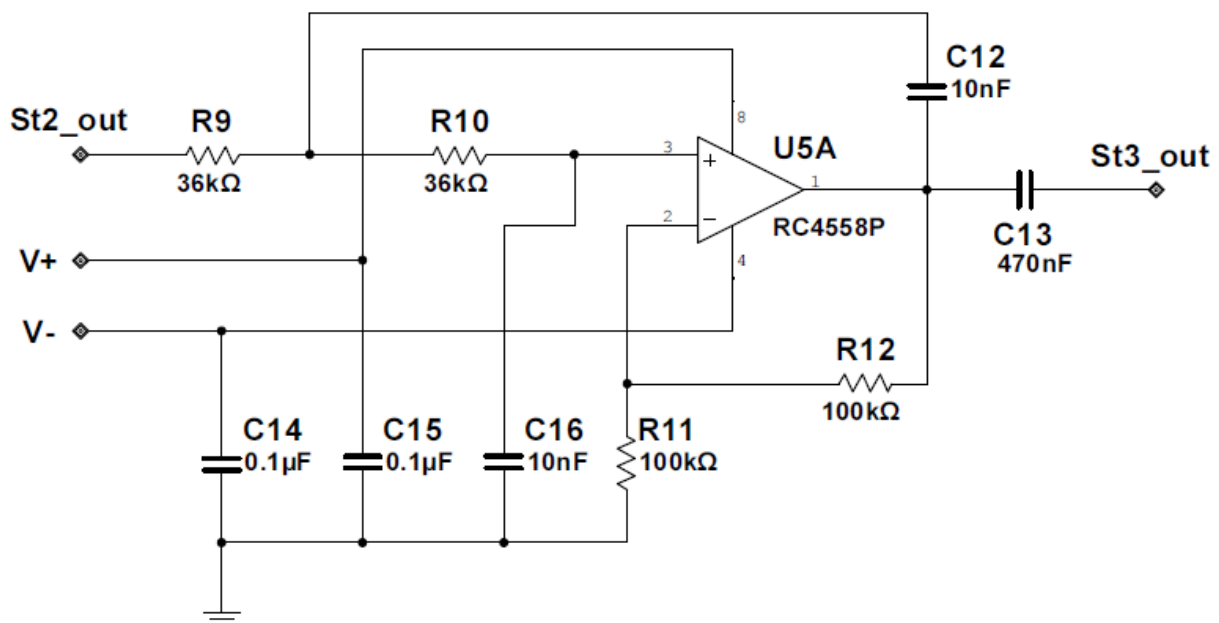 C12
10nF
St2_out
R9
36kΩ
R10
36kΩ
8
3
+
U5A
1
2
−
RC4558P
4
St3_out
C13
470nF
V+
V-
R12
100kΩ
C14
0.1µF
C15
0.1µF
C16
10nF
R11
100kΩ